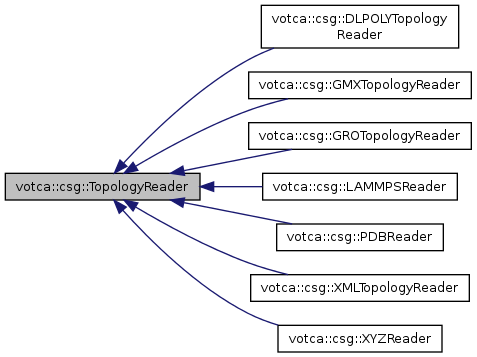 votca::csg::DLPOLYTopology
Reader
votca::csg::GMXTopologyReader
votca::csg::GROTopologyReader
votca::csg::TopologyReader
votca::csg::LAMMPSReader
votca::csg::PDBReader
votca::csg::XMLTopologyReader
votca::csg::XYZReader